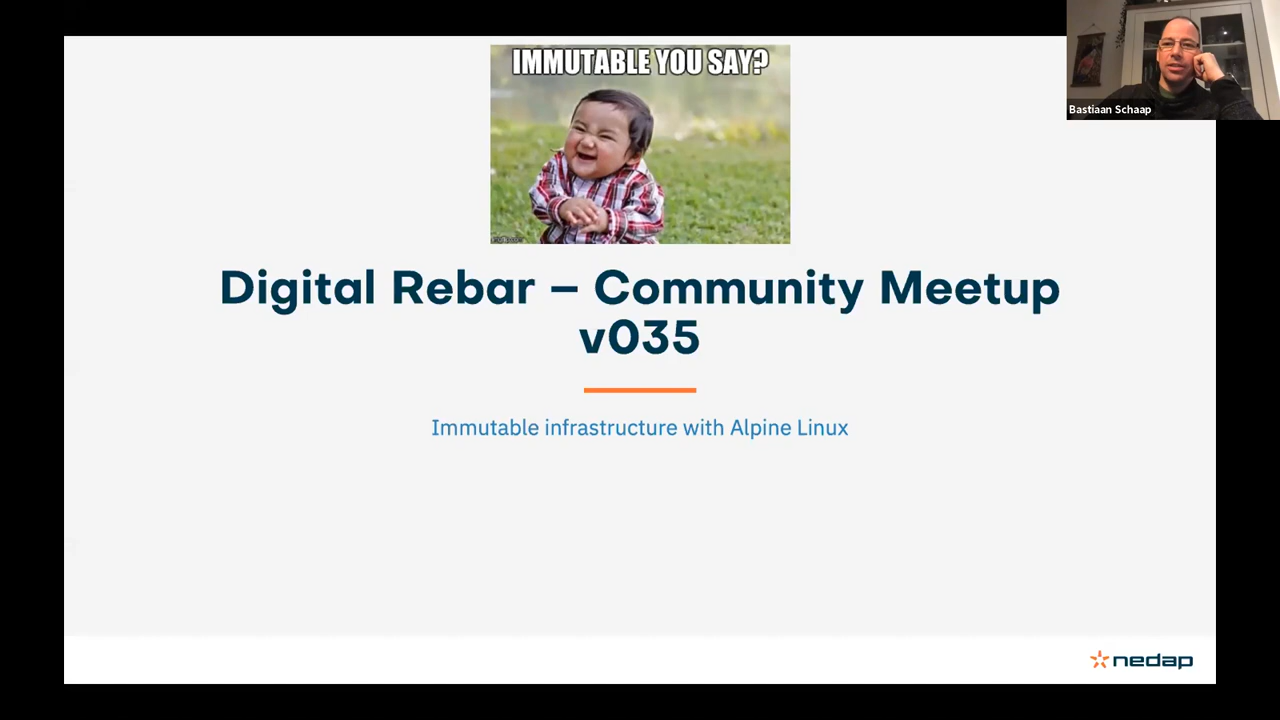 IMMUTABLE YOU SAY?
Bastiaan Schaap
Digital Rebar – Community Meetup
v035
Immutable infrastructure with Alpine Linux
nedap